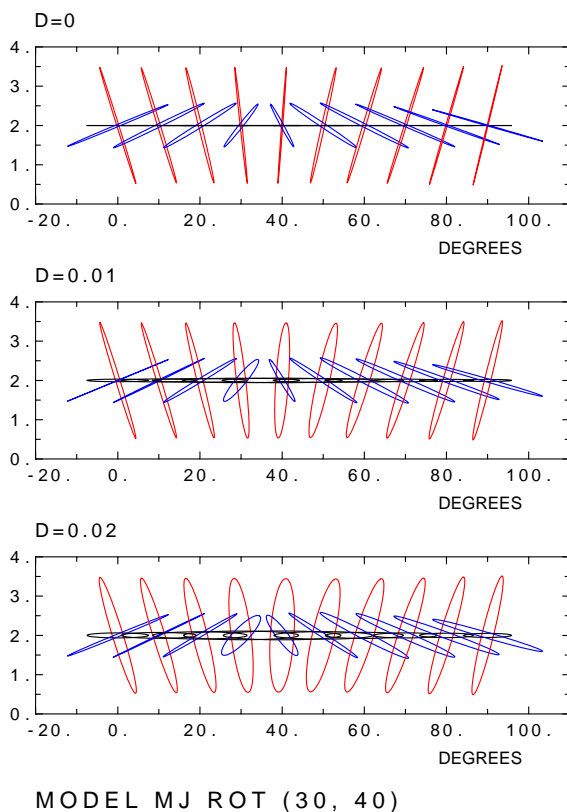 D=0
4.
3.
2.
1.
0.
-20. 0. 20. 40. 60. 80. 100.
DEGREES
D=0.01
4.
3.
2.
1.
0.
-20. 0. 20. 40. 60. 80. 100.
DEGREES
D=0.02
4.
3.
2.
1.
0.
-20. 0. 20. 40. 60. 80. 100.
DEGREES
MODEL MJ ROT (30, 40)